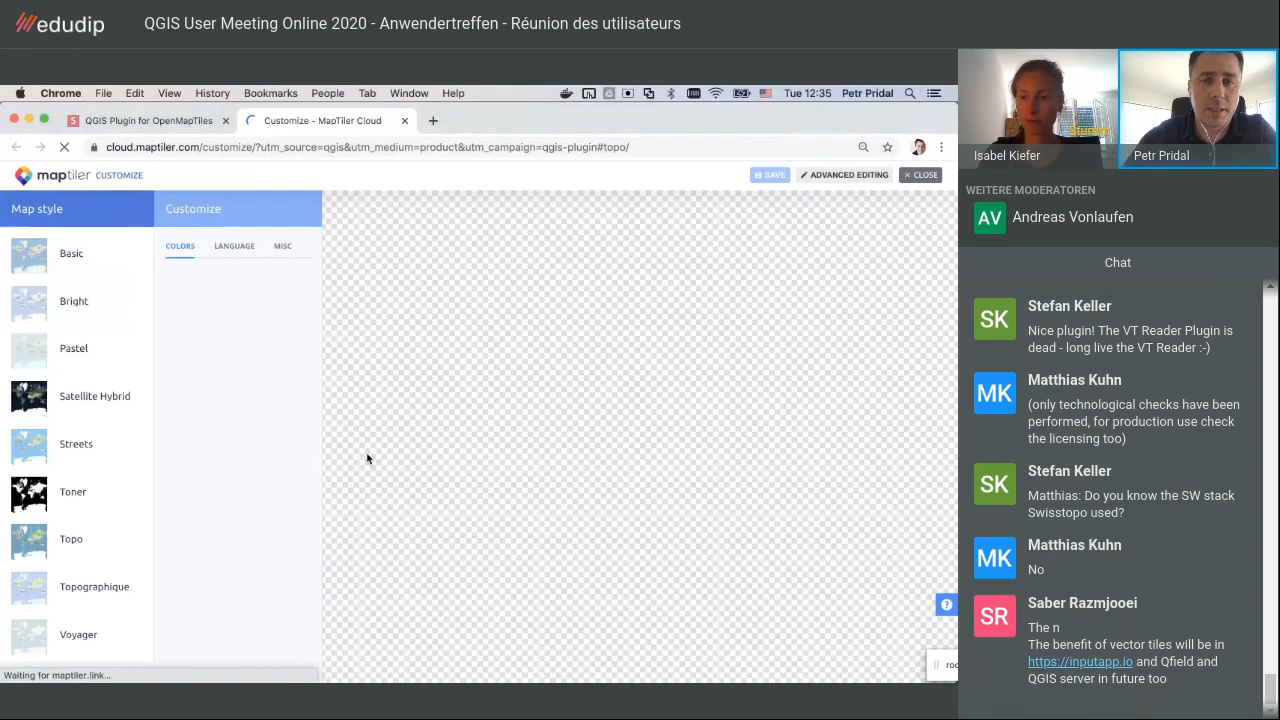 edudip
QGIS User Meeting Online 2020 - Anwendertreffen - Réunion des utilisateurs
Chrome File Edit View History Bookmarks People Tab Window Help Tue 12:35 Petr Pridal
QGIS Plugin for OpenMapTiles
Customize - MapTiler Cloud
cloud.maptiler.com/customize/?utm_source=qgis&utm_medium=product&utm_campaign=qgis-plugin#topo/
maptiler CUSTOMIZE
SAVE
ADVANCED EDITING
CLOSE
Map style
Customize
COLORS LANGUAGE MISC
Basic
Bright
Pastel
Satellite Hybrid
Streets
Toner
Topo
Topographique
Voyager
Waiting for maptiler.link...
?
roo
Stumm
Isabel Kiefer
Petr Pridal
WEITERE MODERATOREN
AV
Andreas Vonlaufen
Chat
SK
Stefan Keller
Nice plugin! The VT Reader Plugin is
dead - long live the VT Reader :-)
MK
Matthias Kuhn
(only technological checks have been
performed, for production use check
the licensing too)
SK
Stefan Keller
Matthias: Do you know the SW stack
Swisstopo used?
MK
Matthias Kuhn
No
SR
Saber Razmjooei
The n
The benefit of vector tiles will be in
https://inputapp.io and Qfield and
QGIS server in future too